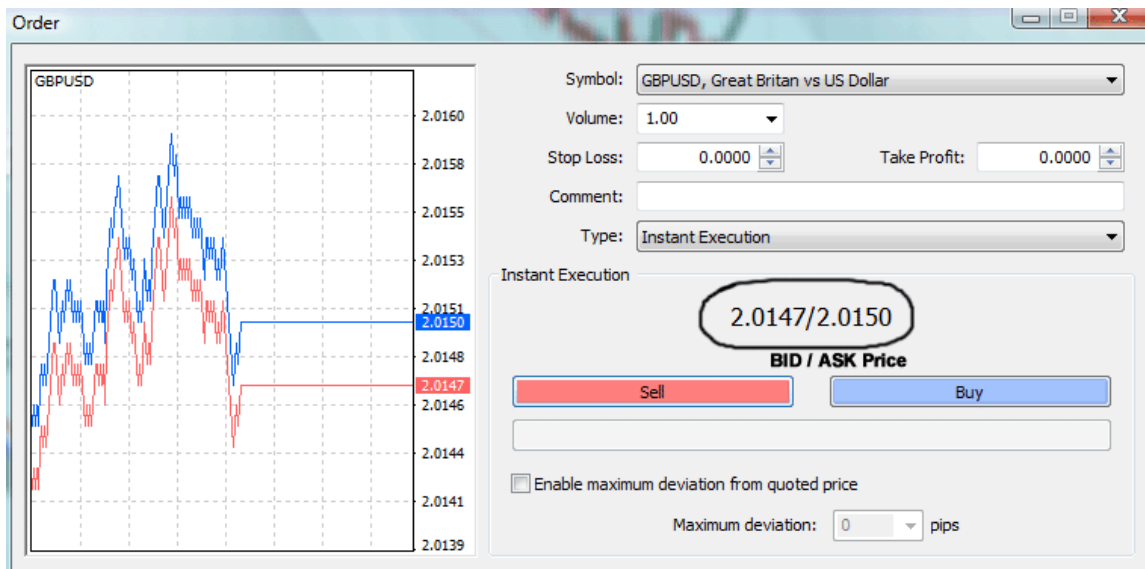 Order
GBPUSD
2.0160
2.0158
2.0155
2.0153
2.0151
2.0150
2.0148
2.0147
2.0146
2.0144
2.0141
2.0139
Symbol: GBPUSD, Great Britan vs US Dollar
Volume: 1.00
Stop Loss: 0.0000 Take Profit: 0.0000
Comment:
Type: Instant Execution
Instant Execution
2.0147/2.0150
BID / ASK Price
Sell Buy
Enable maximum deviation from quoted price
Maximum deviation: 0 pips